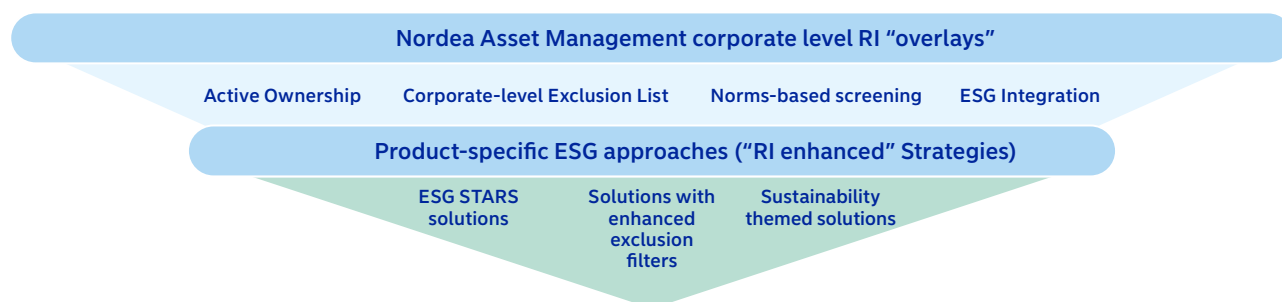 Nordea Asset Management corporate level RI “overlays”
Active Ownership Corporate-level Exclusion List Norms-based screening ESG Integration
Product-specific ESG approaches (“RI enhanced” Strategies)
ESG STARS
solutions
Solutions with
enhanced
exclusion
filters
Sustainability
themed solutions